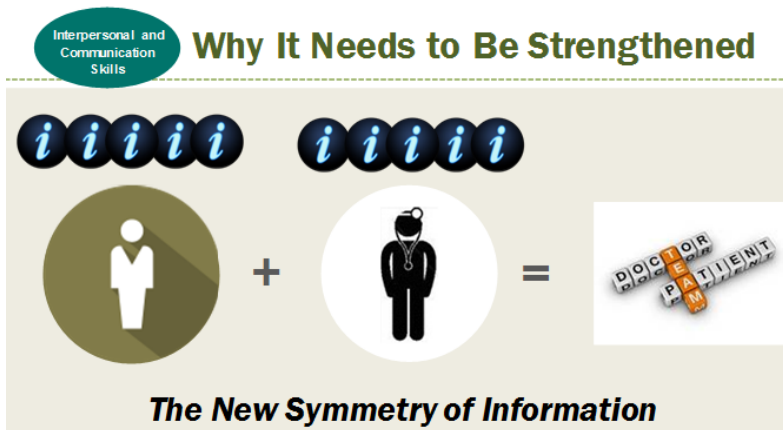 Interpersonal and
Communication
Skills
Why It Needs to Be Strengthened
i i i i i
i i i i i
+
=
DOCTOR
TEAM
PATIENT
The New Symmetry of Information